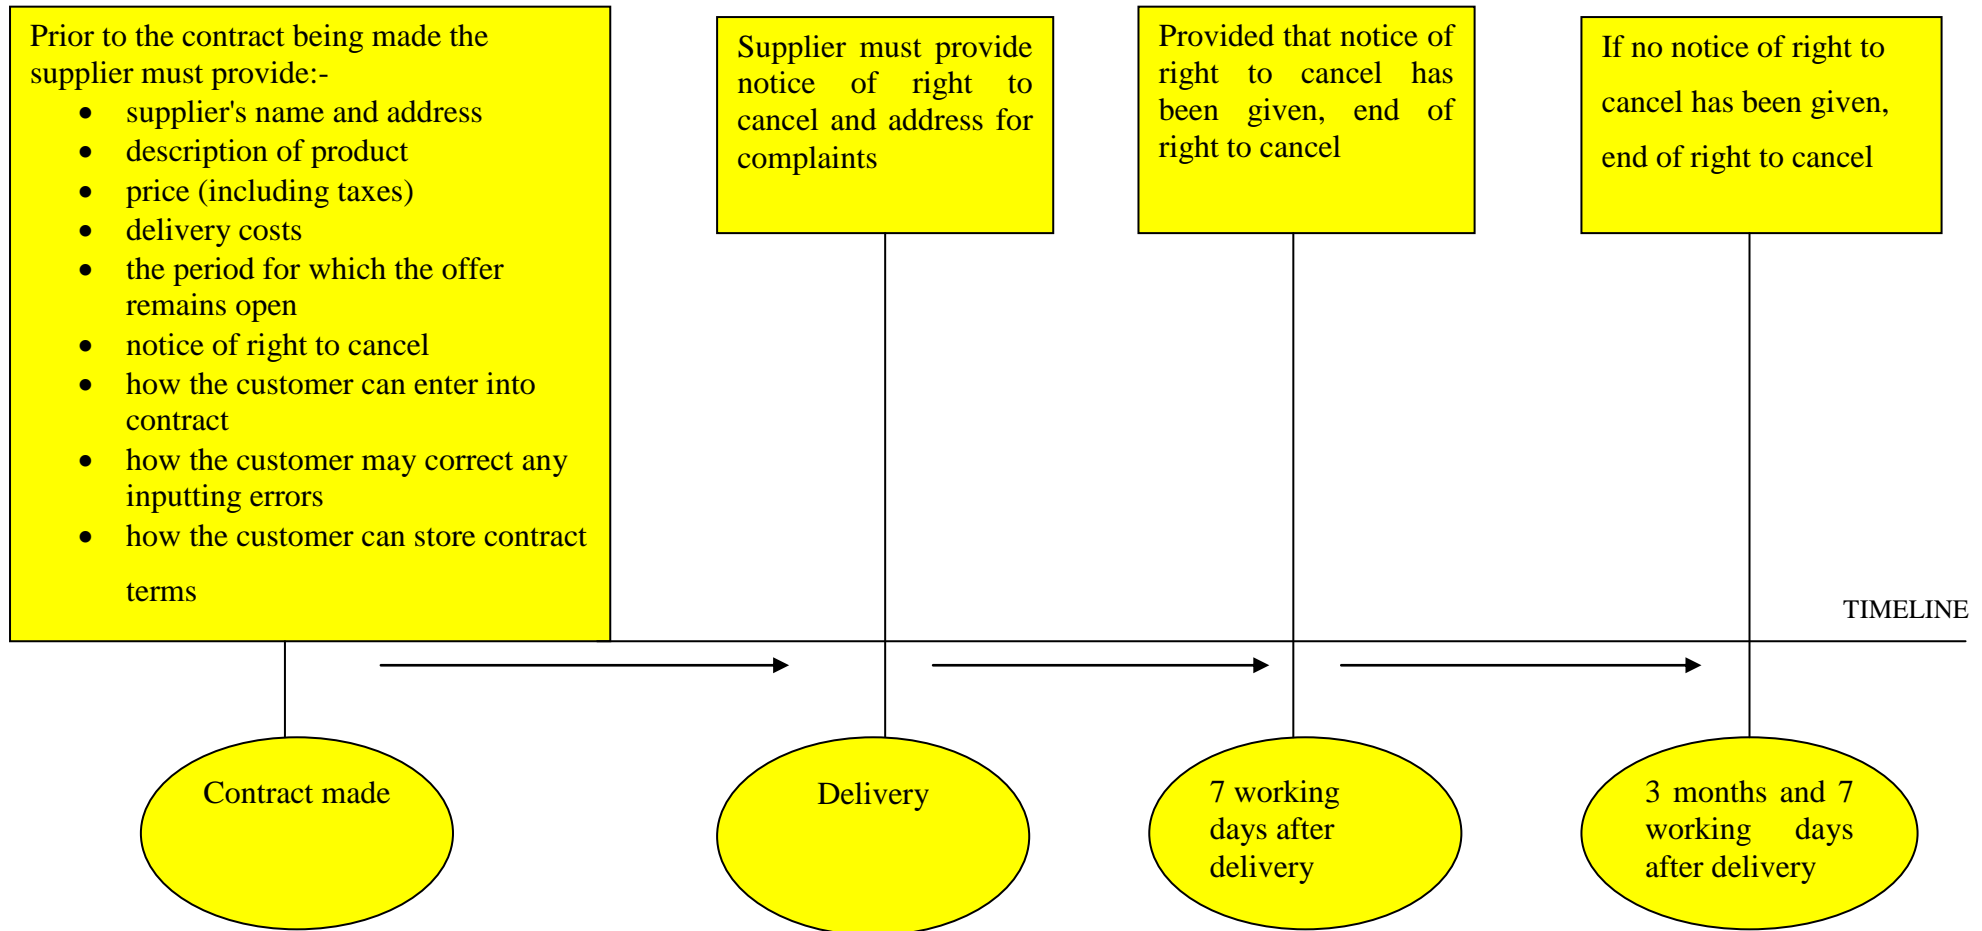 Prior to the contract being made the
supplier must provide:-
• supplier's name and address
• description of product
• price (including taxes)
• delivery costs
• the period for which the offer
remains open
• notice of right to cancel
• how the customer can enter into
contract
• how the customer may correct any
inputting errors
• how the customer can store contract
terms
Supplier must provide
notice of right to
cancel and address for
complaints
Provided that notice of
right to cancel has
been given, end of
right to cancel
If no notice of right to
cancel has been given,
end of right to cancel
TIMELINE
Contract made
Delivery
7 working
days after
delivery
3 months and 7
working days
after delivery